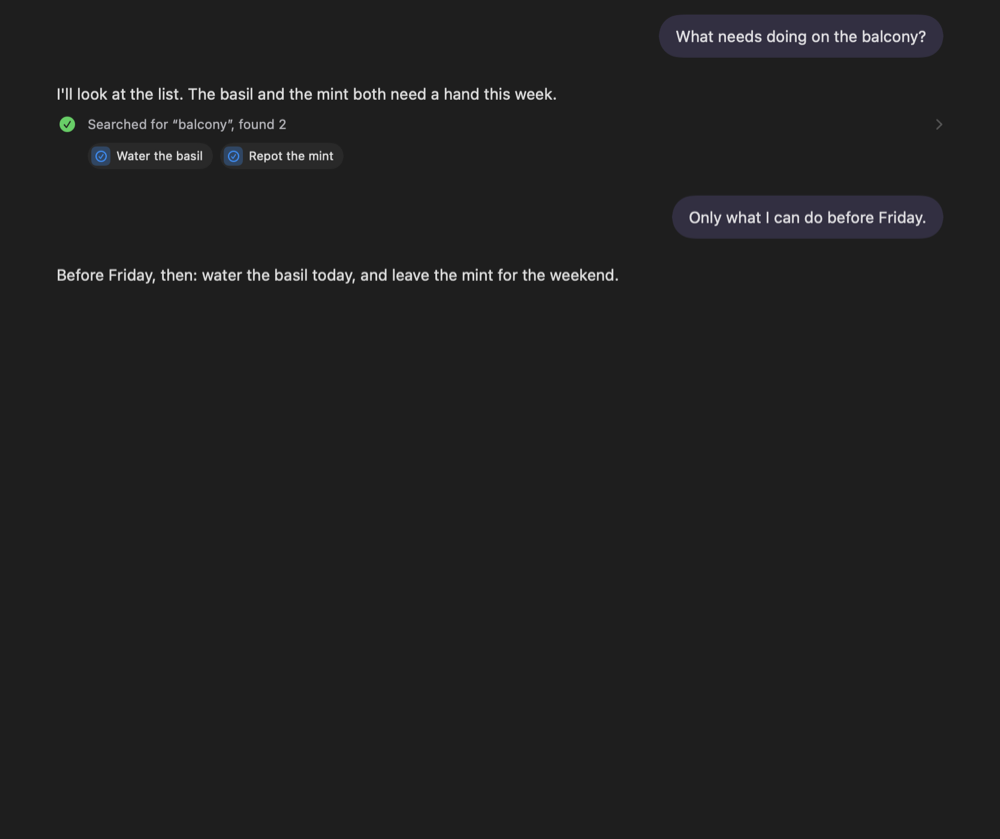 What needs doing on the balcony?
I'll look at the list. The basil and the mint both need a hand this week.
Searched for “balcony”, found 2
Water the basil
Repot the mint
Only what I can do before Friday.
Before Friday, then: water the basil today, and leave the mint for the weekend.